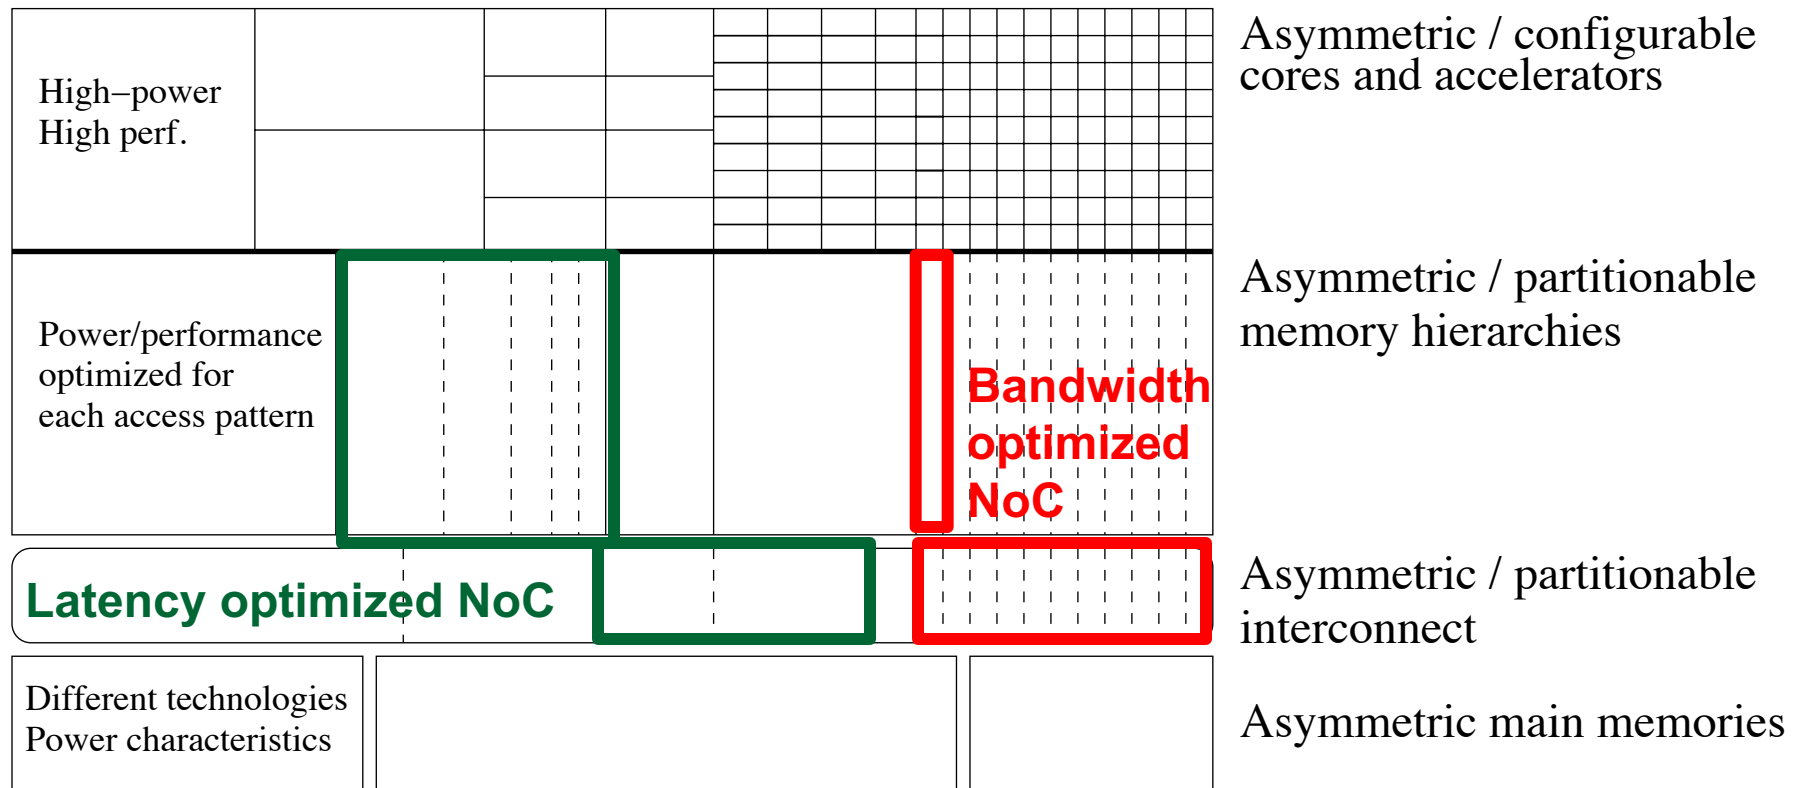 High−power
High perf.
Asymmetric / configurable
cores and accelerators
Power/performance
optimized for
each access pattern
Bandwidth
optimized
NoC
Asymmetric / partitionable
memory hierarchies
Latency optimized NoC
Asymmetric / partitionable
interconnect
Different technologies
Power characteristics
Asymmetric main memories